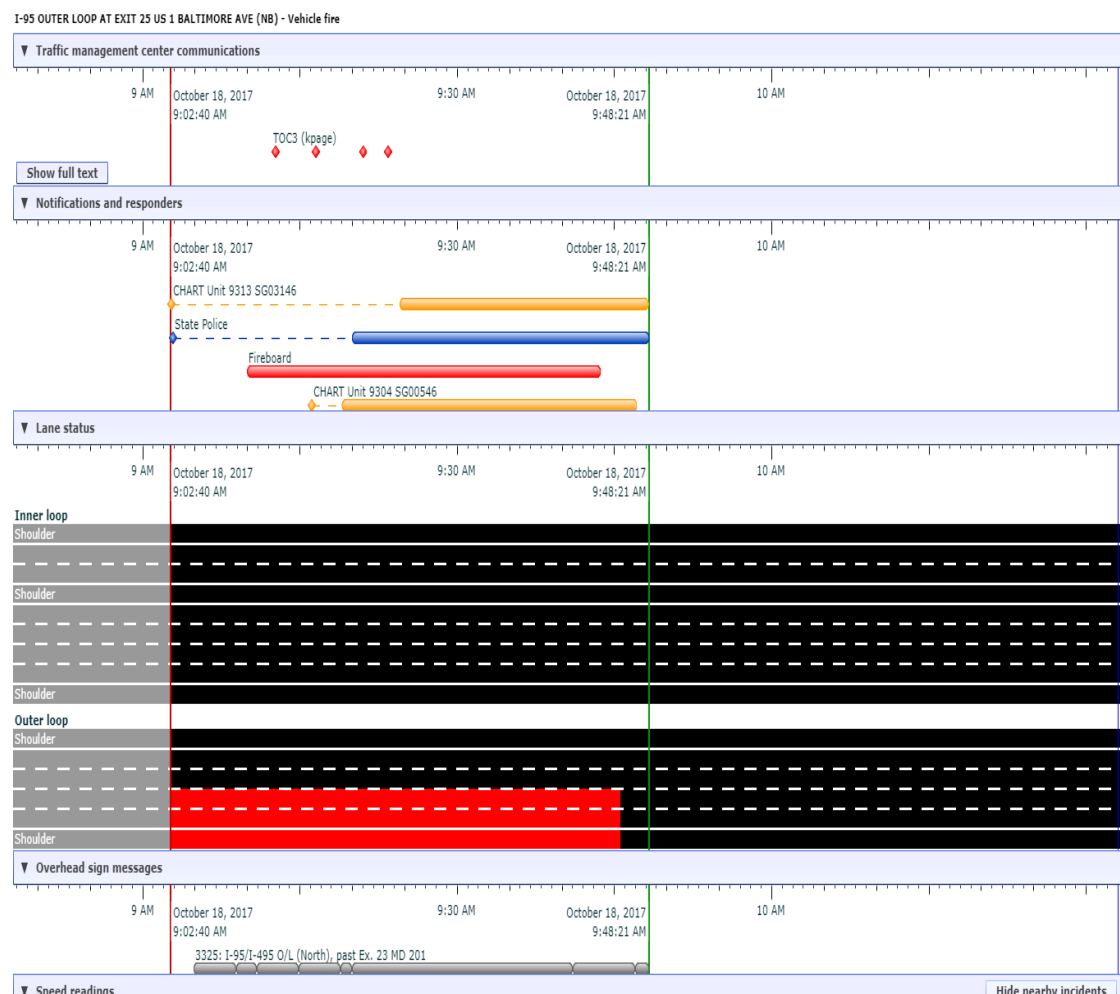 I-95 OUTER LOOP AT EXIT 25 US 1 BALTIMORE AVE (NB) - Vehicle fire
▼ Traffic management center communications
9 AM October 18, 2017 9:30 AM October 18, 2017 10 AM
9:02:40 AM 9:48:21 AM
TOC3 (kpage)
Show full text
▼ Notifications and responders
9 AM October 18, 2017 9:30 AM October 18, 2017 10 AM
9:02:40 AM 9:48:21 AM
CHART Unit 9313 SG03146
State Police
Fireboard
CHART Unit 9304 SG00546
▼ Lane status
9 AM October 18, 2017 9:30 AM October 18, 2017 10 AM
9:02:40 AM 9:48:21 AM
Inner loop
Shoulder
Shoulder
Shoulder
Outer loop
Shoulder
Shoulder
▼ Overhead sign messages
9 AM October 18, 2017 9:30 AM October 18, 2017 10 AM
9:02:40 AM 9:48:21 AM
3325: I-95/I-495 O/L (North), past Ex. 23 MD 201
▼ Speed readings Hide nearby incidents